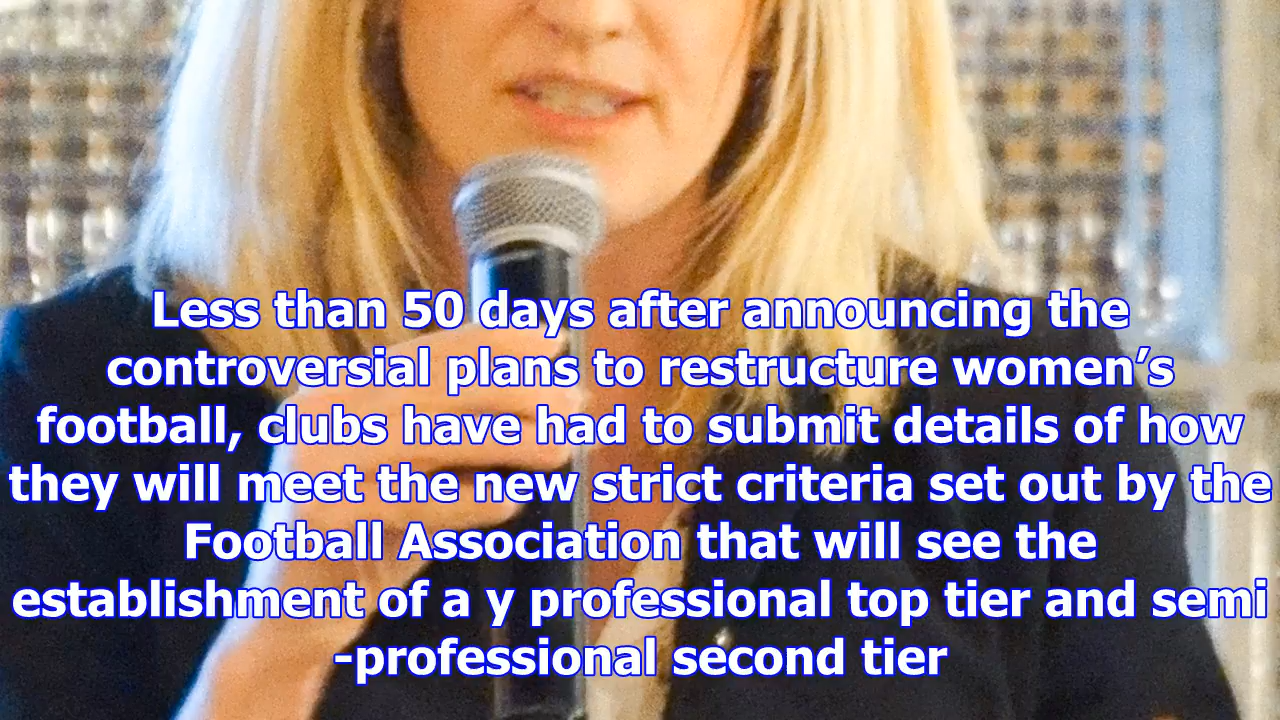 Less than 50 days after announcing the
controversial plans to restructure women’s
football, clubs have had to submit details of how
they will meet the new strict criteria set out by the
Football Association that will see the
establishment of a y professional top tier and semi
-professional second tier